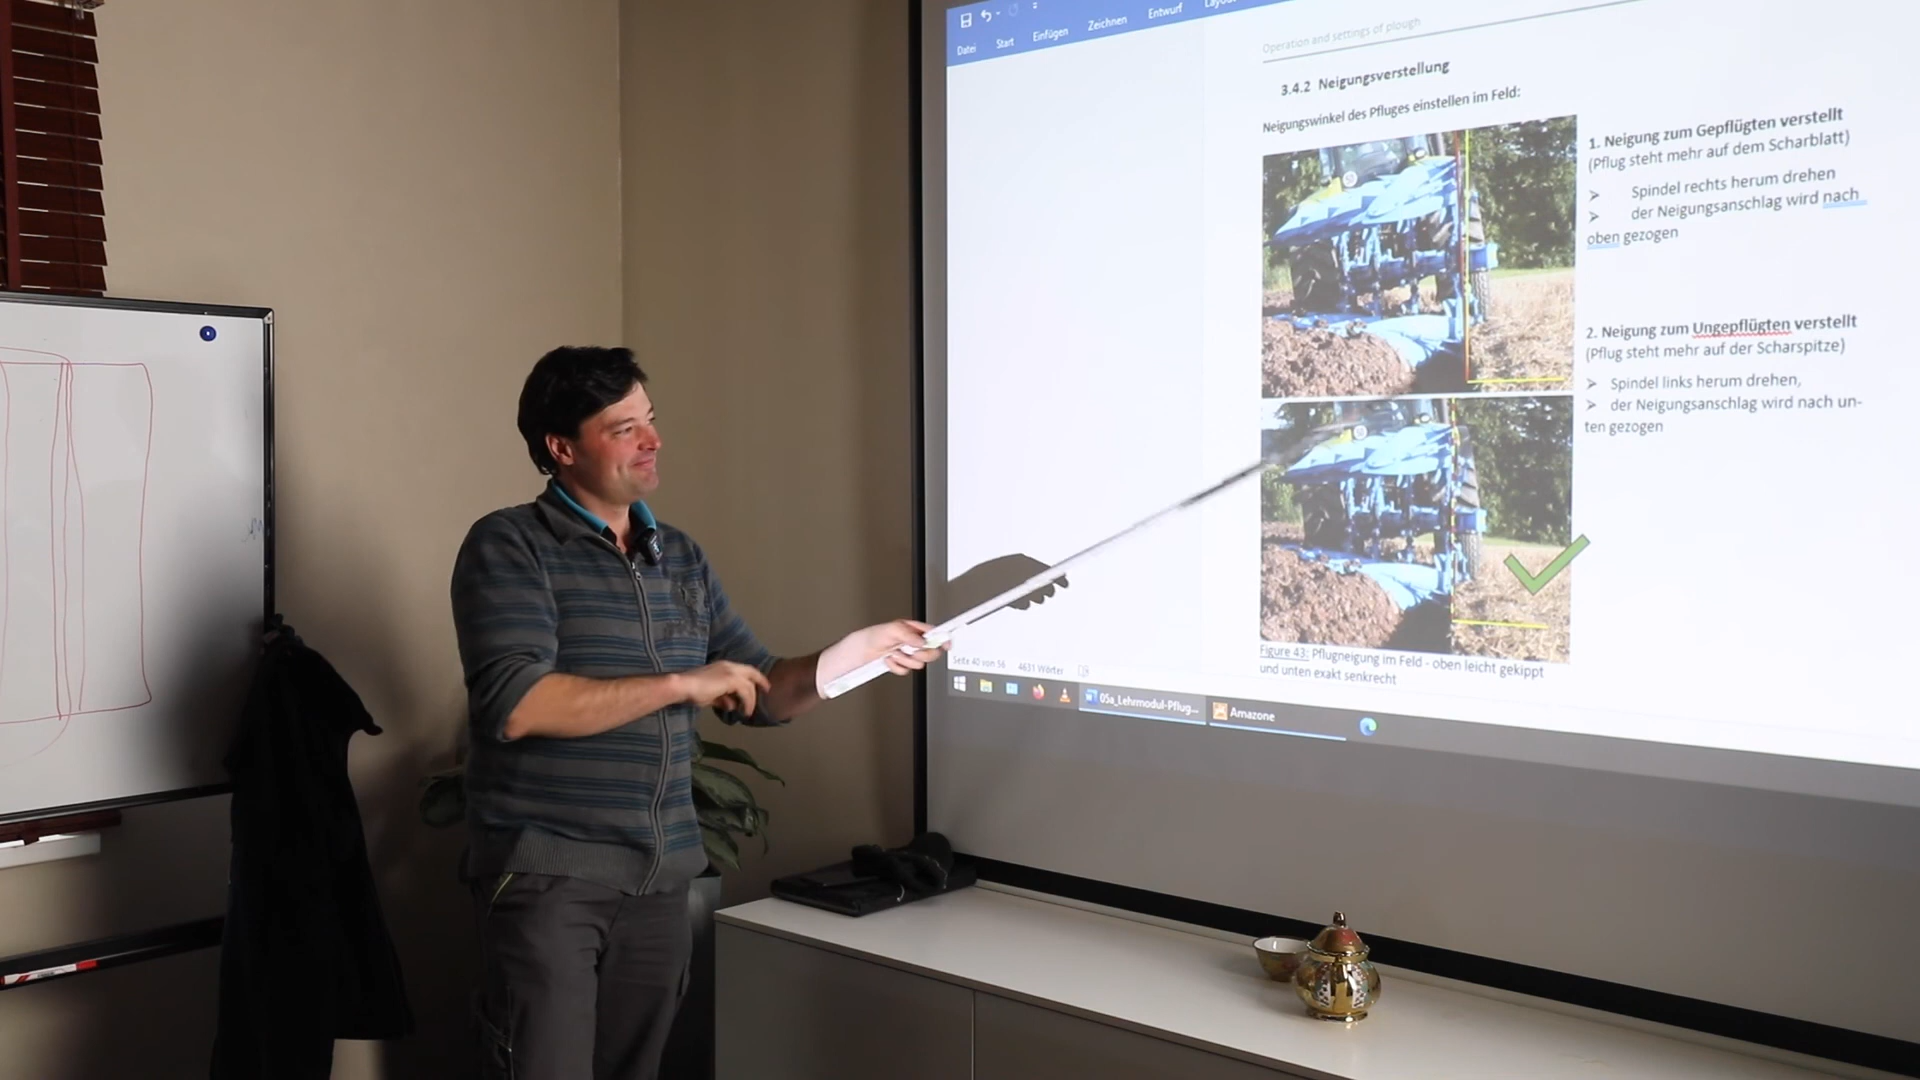 Datei
Start
Einfügen
Zeichnen
Entwurf
Operation and settings of plough
3.4.2 Neigungsverstellung
Neigungswinkel des Pfluges einstellen im Feld:
1. Neigung zum Gepflügten verstellt
(Pflug steht mehr auf dem Scharblatt)
➢ Spindel rechts herum drehen
➢ der Neigungsanschlag wird nach
oben gezogen
2. Neigung zum Ungepflügten verstellt
(Pflug steht mehr auf der Scharspitze)
➢ Spindel links herum drehen,
➢ der Neigungsanschlag wird nach un-
ten gezogen
Figure 43: Pflugneigung im Feld - oben leicht gekippt
und unten exakt senkrecht
Seite 40 von 56 4631 Wörter
05a_Lehrmodul-Pflug...
Amazone